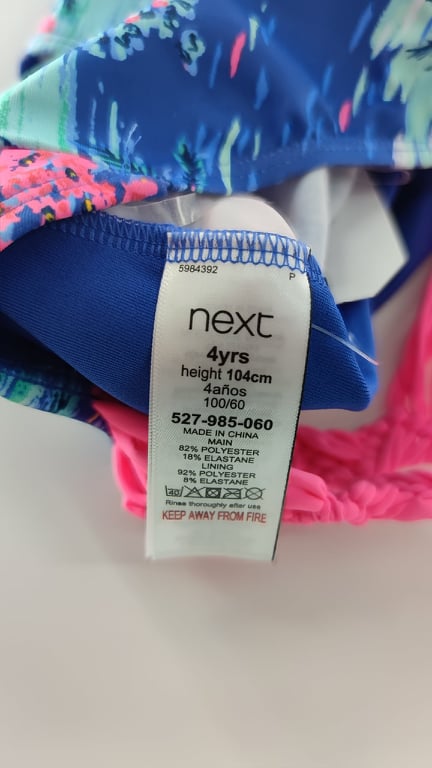 5984392 P
next
4yrs
height 104cm
4años
100/60
527-985-060
MADE IN CHINA
MAIN
82% POLYESTER
18% ELASTANE
LINING
92% POLYESTER
8% ELASTANE
40
Rinse thoroughly after use
KEEP AWAY FROM FIRE